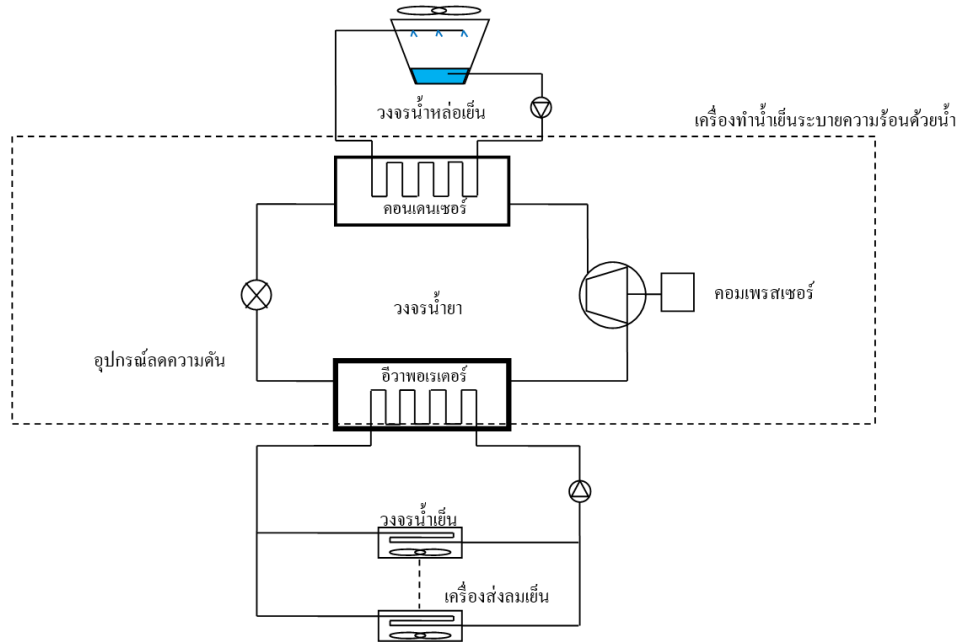 วงจรน้ำหล่อเย็น
เครื่องทำน้ำเย็นระบายความร้อนด้วยน้ำ
คอนเดนเซอร์
วงจรน้ำยา
คอมเพรสเซอร์
อุปกรณ์ลดความดัน
อีวาพอเรเตอร์
วงจรน้ำเย็น
เครื่องส่งลมเย็น